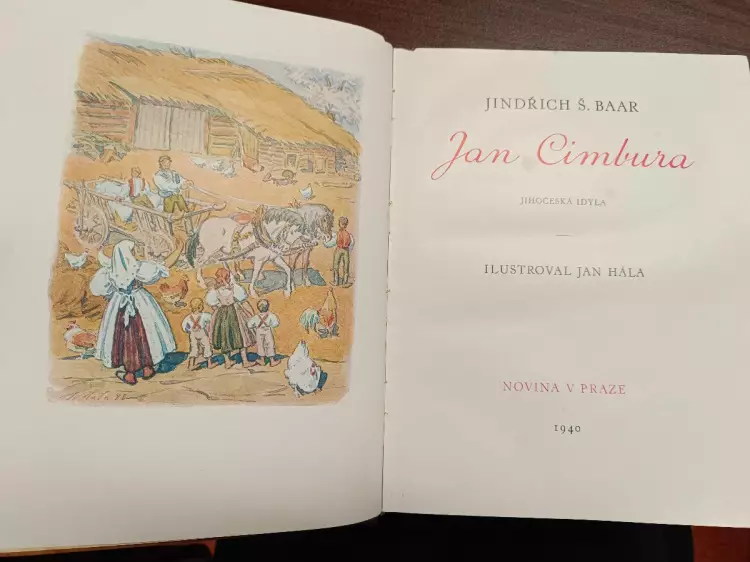 JINDŘICH Š. BAAR
Jan Cimbura
JIHOČESKÁ IDYLA
ILUSTROVAL JAN HÁLA
NOVINA V PRAZE
1940